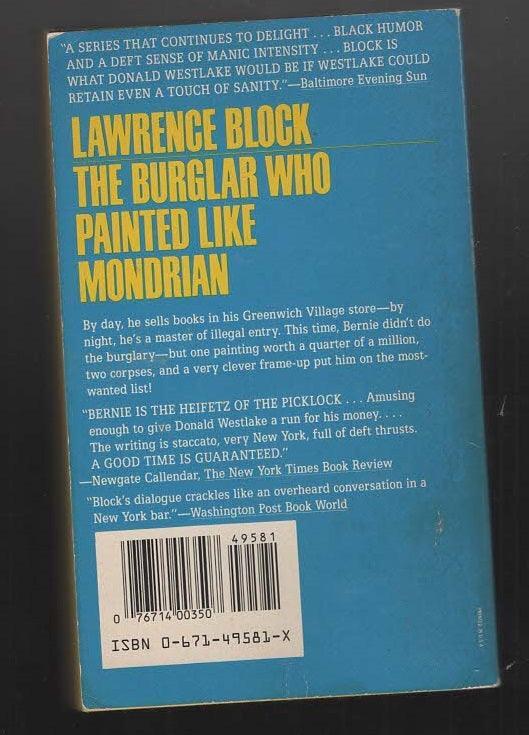 "A SERIES THAT CONTINUES TO DELIGHT . . . BLACK HUMOR
AND A DEFT SENSE OF MANIC INTENSITY . . . BLOCK IS
WHAT DONALD WESTLAKE WOULD BE IF WESTLAKE COULD
RETAIN EVEN A TOUCH OF SANITY."—Baltimore Evening Sun
LAWRENCE BLOCK
THE BURGLAR WHO
PAINTED LIKE
MONDRIAN
By day, he sells books in his Greenwich Village store—by
night, he's a master of illegal entry. This time, Bernie didn't do
the burglary—but one painting worth a quarter of a million,
two corpses, and a very clever frame-up put him on the most-
wanted list!
"BERNIE IS THE HEIFETZ OF THE PICKLOCK . . . Amusing
enough to give Donald Westlake a run for his money. . . .
The writing is staccato, very New York, full of deft thrusts.
A GOOD TIME IS GUARANTEED."
—Newgate Callendar, The New York Times Book Review
"Block's dialogue crackles like an overheard conversation in a
New York bar."—Washington Post Book World
49581
0 76714 00350
ISBN 0-671-49581-X